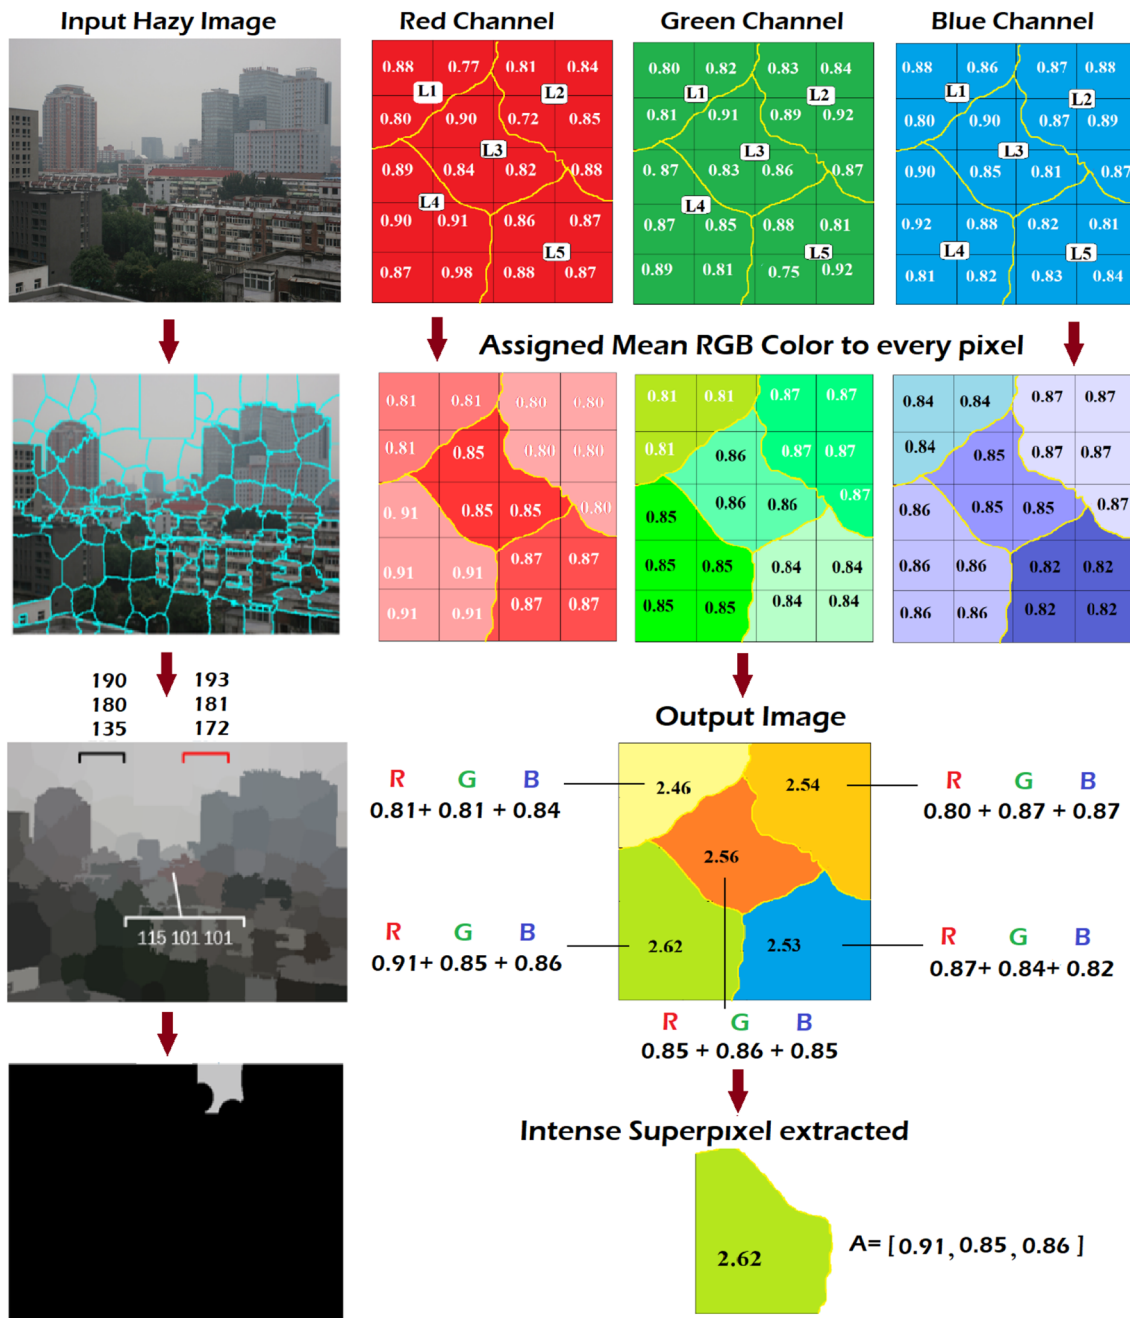 Input Hazy Image
Red Channel
Green Channel
Blue Channel
0.88 0.77 0.81 0.84
L1 L2
0.80 0.90 0.72 0.85
L3
0.89 0.84 0.82 0.88
L4
0.90 0.91 0.86 0.87
L5
0.87 0.98 0.88 0.87
0.80 0.82 0.83 0.84
L1 L2
0.81 0.91 0.89 0.92
L3
0.87 0.83 0.86 0.87
L4
0.87 0.85 0.88 0.81
L5
0.89 0.81 0.75 0.92
0.88 0.86 0.87 0.88
L1 L2
0.80 0.90 0.87 0.89
L3
0.90 0.85 0.81 0.87
0.92 0.88 0.82 0.81
L4 L5
0.81 0.82 0.83 0.84
Assigned Mean RGB Color to every pixel
0.81 0.81 0.80 0.80
0.81 0.85 0.80 0.80
0.91 0.85 0.85 0.80
0.91 0.91 0.87 0.87
0.91 0.91 0.87 0.87
0.81 0.81 0.87 0.87
0.81 0.86 0.87 0.87
0.85 0.86 0.86 0.87
0.85 0.85 0.84 0.84
0.85 0.85 0.84 0.84
0.84 0.84 0.87 0.87
0.84 0.85 0.87 0.87
0.86 0.85 0.85 0.87
0.86 0.86 0.82 0.82
0.86 0.86 0.82 0.82
190 193
180 181
135 172
115 101 101
Output Image
R G B
0.81+ 0.81 + 0.84
2.46
2.54
R G B
0.80 + 0.87 + 0.87
2.56
R G B
0.91+ 0.85 + 0.86
2.62
2.53
R G B
0.87+ 0.84+ 0.82
R G B
0.85 + 0.86 + 0.85
Intense Superpixel extracted
2.62
A= [ 0.91, 0.85, 0.86 ]